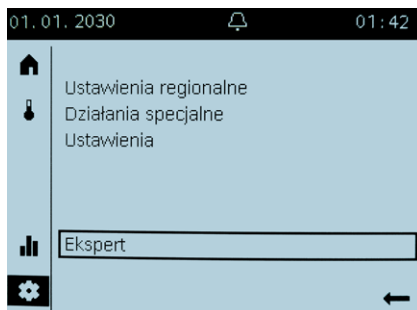 01.01.2030 01:42
Ustawienia regionalne
Działania specjalne
Ustawienia
Ekspert